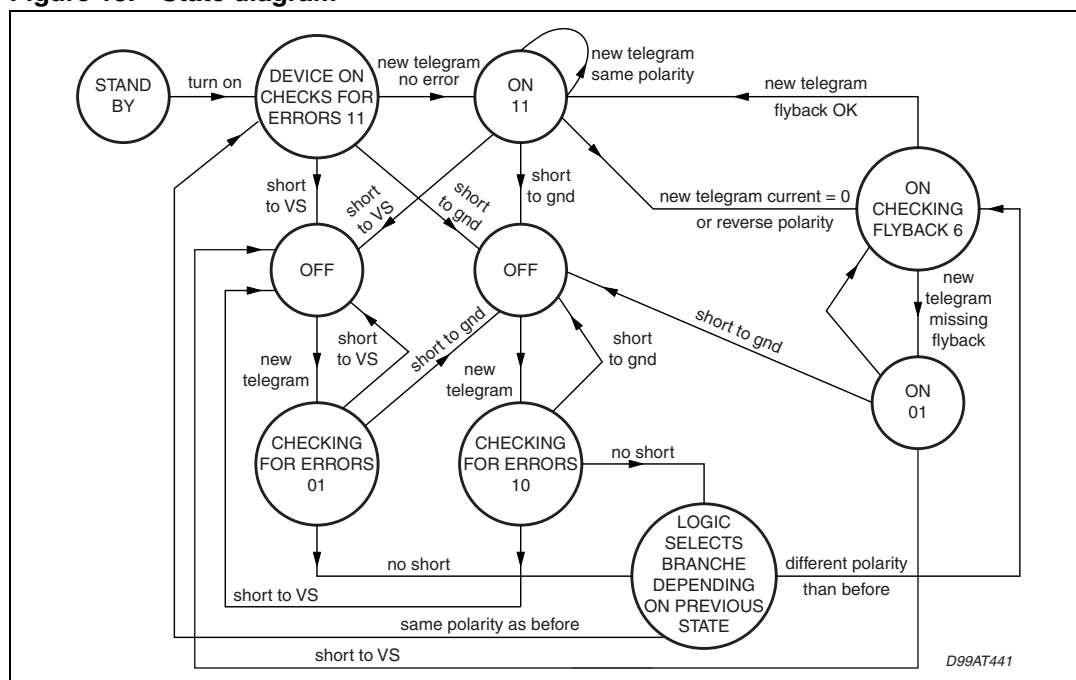 Figure 13. State diagram
STAND
BY
turn on
DEVICE ON
CHECKS FOR
ERRORS 11
new telegram
no error
ON
11
new telegram
same polarity
new telegram
flyback OK
short
to VS
short
to gnd
short
to VS
short
to gnd
new telegram current = 0
or reverse polarity
ON
CHECKING
FLYBACK 6
OFF
OFF
new
telegram
missing
flyback
new
telegram
short
to VS
short to gnd
new
telegram
short
to gnd
short to gnd
ON
01
CHECKING
FOR ERRORS
01
CHECKING
FOR ERRORS
10
no short
LOGIC
SELECTS
BRANCHE
DEPENDING
ON PREVIOUS
STATE
no short
different polarity
than before
short to VS
same polarity as before
short to VS
D99AT441